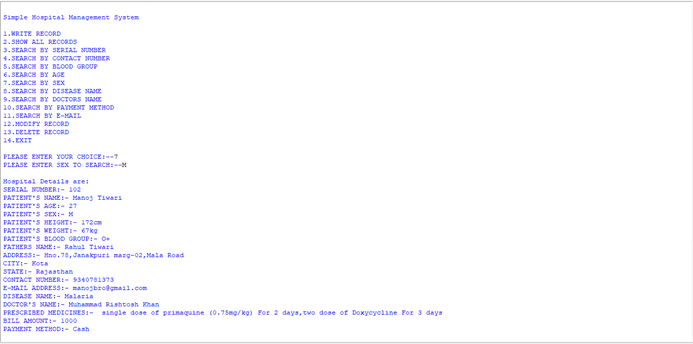 Simple Hospital Management System
1.WRITE RECORD
2.SHOW ALL RECORDS
3.SEARCH BY SERIAL NUMBER
4.SEARCH BY CONTACT NUMBER
5.SEARCH BY BLOOD GROUP
6.SEARCH BY AGE
7.SEARCH BY SEX
8.SEARCH BY DISEASE NAME
9.SEARCH BY DOCTORS NAME
10.SEARCH BY PAYMENT METHOD
11.SEARCH BY E-MAIL
12.MODIFY RECORD
13.DELETE RECORD
14.EXIT
PLEASE ENTER YOUR CHOICE:--7
PLEASE ENTER SEX TO SEARCH:--M
Hospital Details are:
SERIAL NUMBER:- 102
PATIENT'S NAME:- Manoj Tiwari
PATIENT'S AGE:- 27
PATIENT'S SEX:- M
PATIENT'S HEIGHT:- 172cm
PATIENT'S WEIGHT:- 67kg
PATIENT'S BLOOD GROUP:- O+
FATHERS NAME:- Rahul Tiwari
ADDRESS:- Hno.78,Janakpuri marg-02,Mala Road
CITY:- Kota
STATE:- Rajasthan
CONTACT NUMBER:- 9340781373
E-MAIL ADDRESS:- manojbro@gmail.com
DISEASE NAME:- Malaria
DOCTOR'S NAME:- Muhammad Rishtosh Khan
PRESCRIBED MEDICINES:-  single dose of primaquine (0.75mg/kg) For 2 days,two dose of Doxycycline For 3 days
BILL AMOUNT:- 1000
PAYMENT METHOD:- Cash